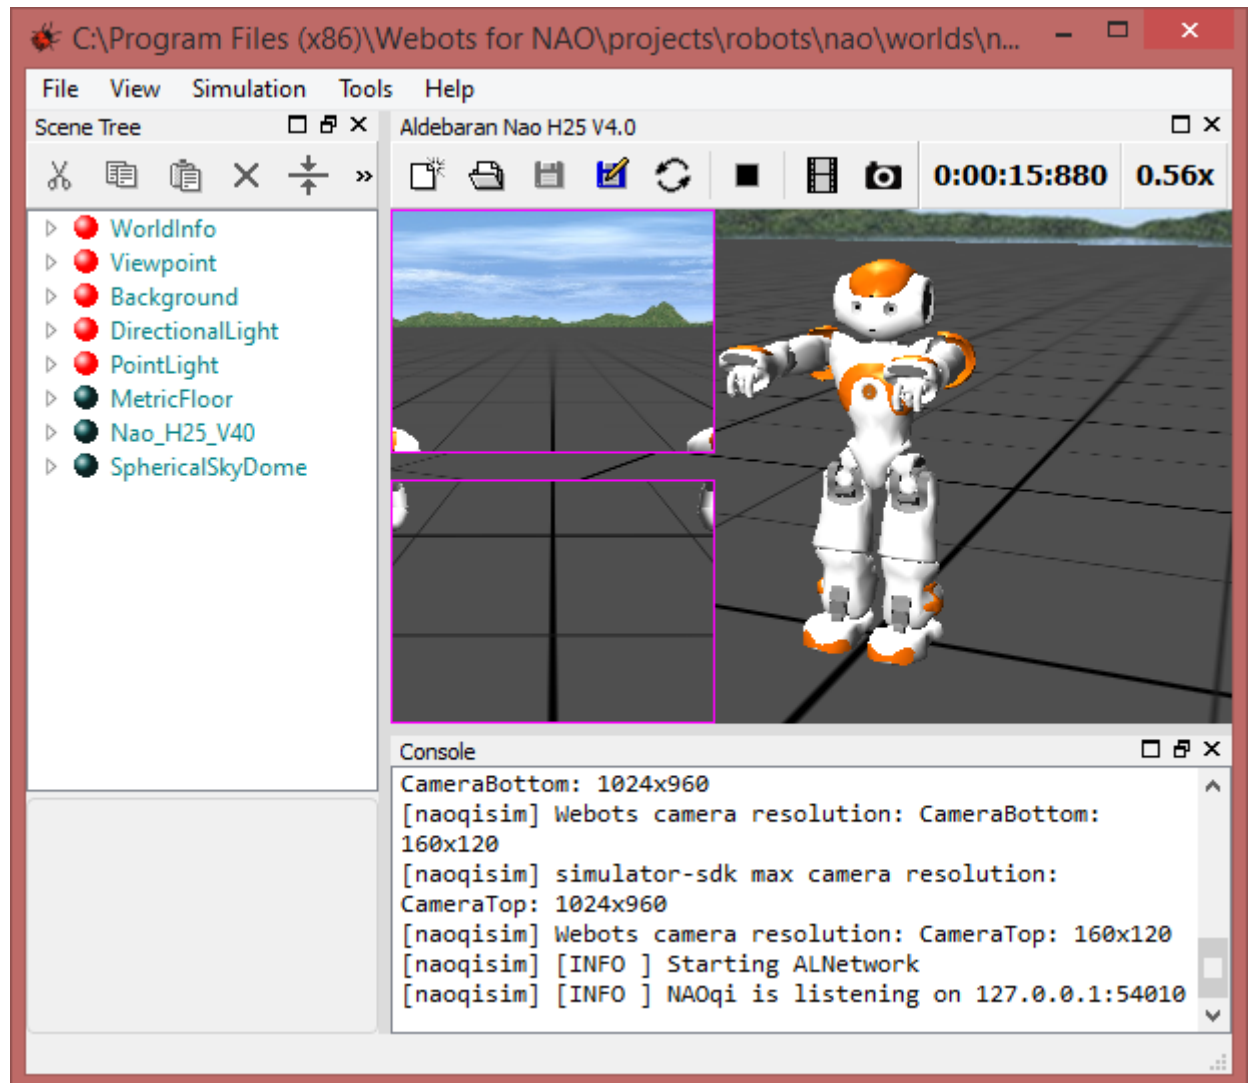 C:\Program Files (x86)\Webots for NAO\projects\robots\nao\worlds\n...
File View Simulation Tools Help
Scene Tree
Aldebaran Nao H25 V4.0
»
0:00:15:880 0.56x
WorldInfo
Viewpoint
Background
DirectionalLight
PointLight
MetricFloor
Nao_H25_V40
SphericalSkyDome
Console
CameraBottom: 1024x960
[naoqisim] Webots camera resolution: CameraBottom:
160x120
[naoqisim] simulator-sdk max camera resolution:
CameraTop: 1024x960
[naoqisim] Webots camera resolution: CameraTop: 160x120
[naoqisim] [INFO ] Starting ALNetwork
[naoqisim] [INFO ] NAOqi is listening on 127.0.0.1:54010